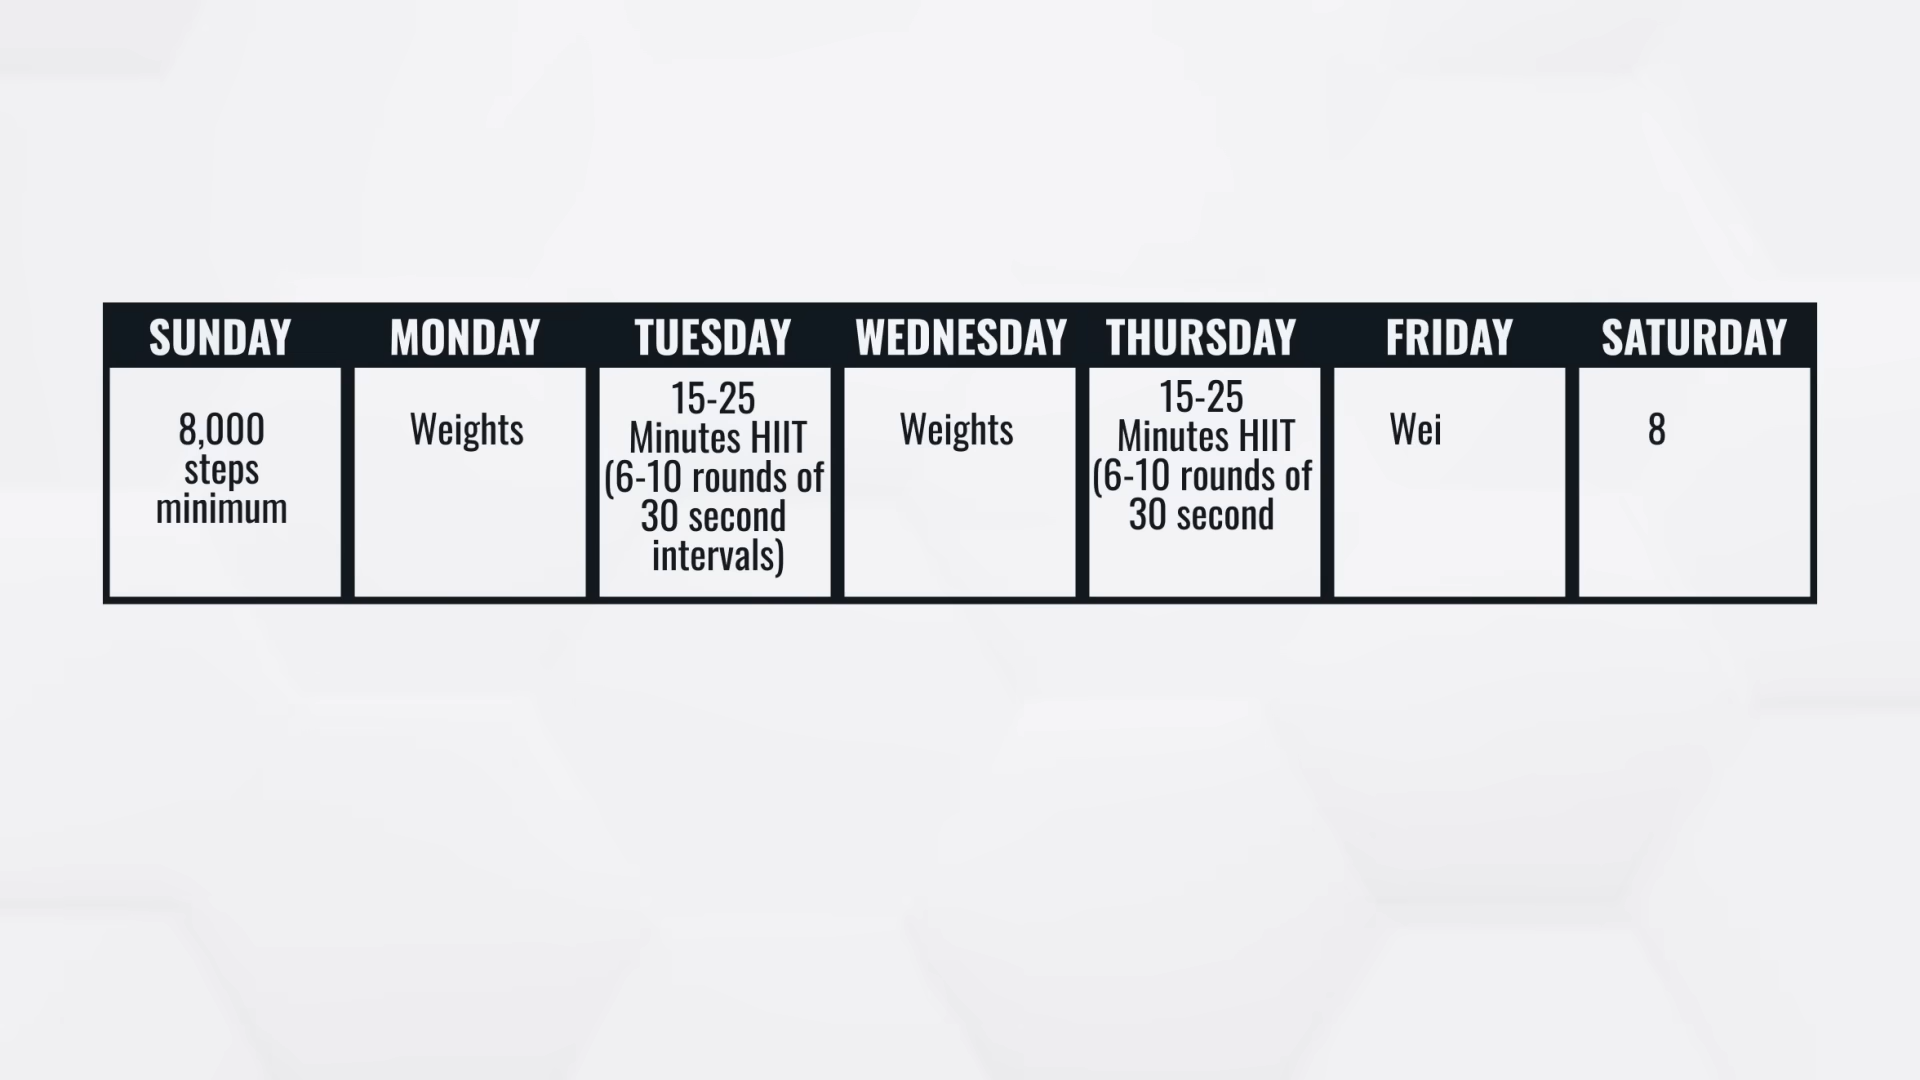 SUNDAY MONDAY TUESDAY WEDNESDAY THURSDAY FRIDAY SATURDAY
8,000
steps
minimum
Weights
15-25
Minutes HIIT
(6-10 rounds of
30 second
intervals)
Weights
15-25
Minutes HIIT
(6-10 rounds of
30 second
Wei
8